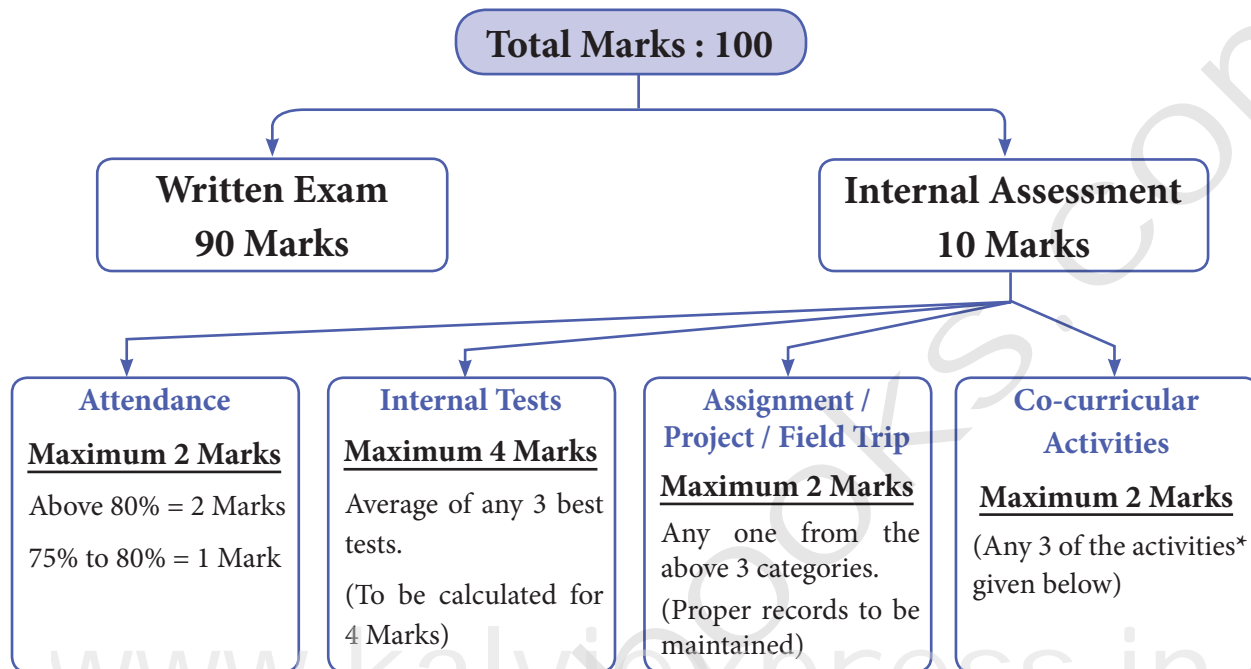 Total Marks : 100
Written Exam
90 Marks
Internal Assessment
10 Marks
Attendance
Maximum 2 Marks
Above 80% = 2 Marks
75% to 80% = 1 Mark
Internal Tests
Maximum 4 Marks
Average of any 3 best
tests.
(To be calculated for
4 Marks)
Assignment /
Project / Field Trip
Maximum 2 Marks
Any one from the
above 3 categories.
(Proper records to be
maintained)
Co-curricular
Activities
Maximum 2 Marks
(Any 3 of the activities*
given below)